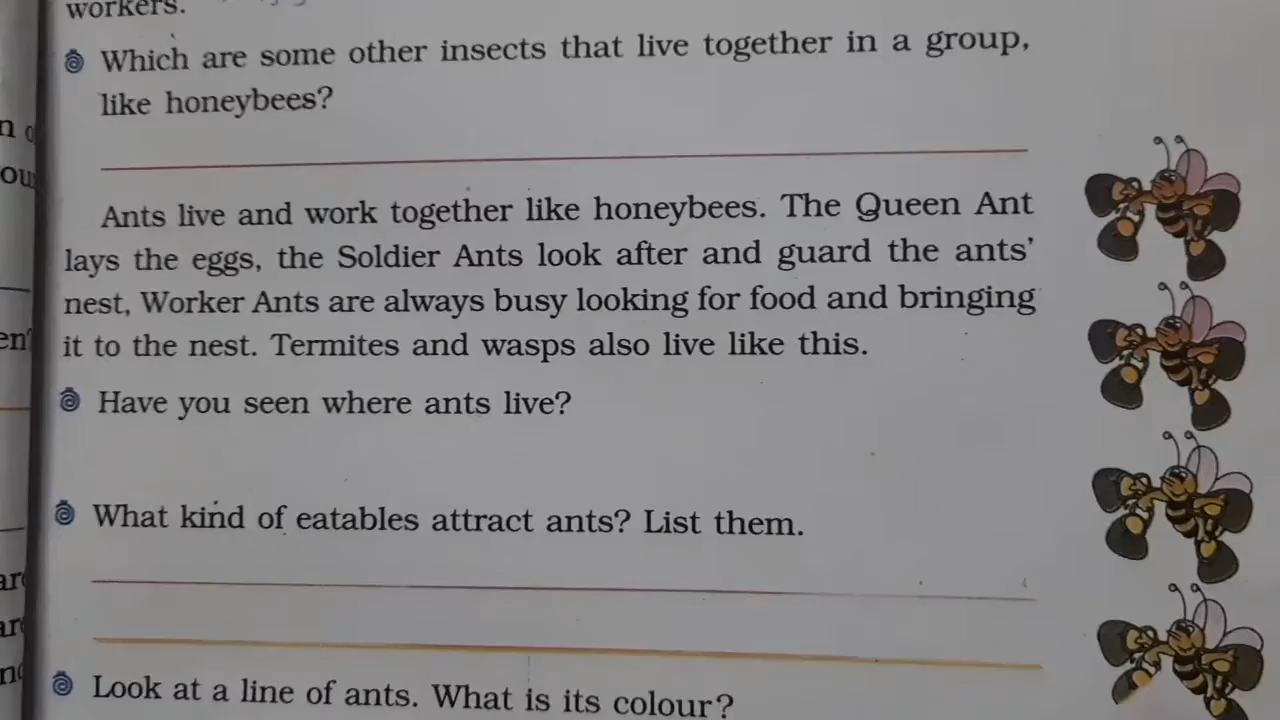 workers.
Which are some other insects that live together in a group,
like honeybees?
Ants live and work together like honeybees. The Queen Ant
lays the eggs, the Soldier Ants look after and guard the ants'
nest, Worker Ants are always busy looking for food and bringing
it to the nest. Termites and wasps also live like this.
Have you seen where ants live?
What kind of eatables attract ants? List them.
Look at a line of ants. What is its colour?